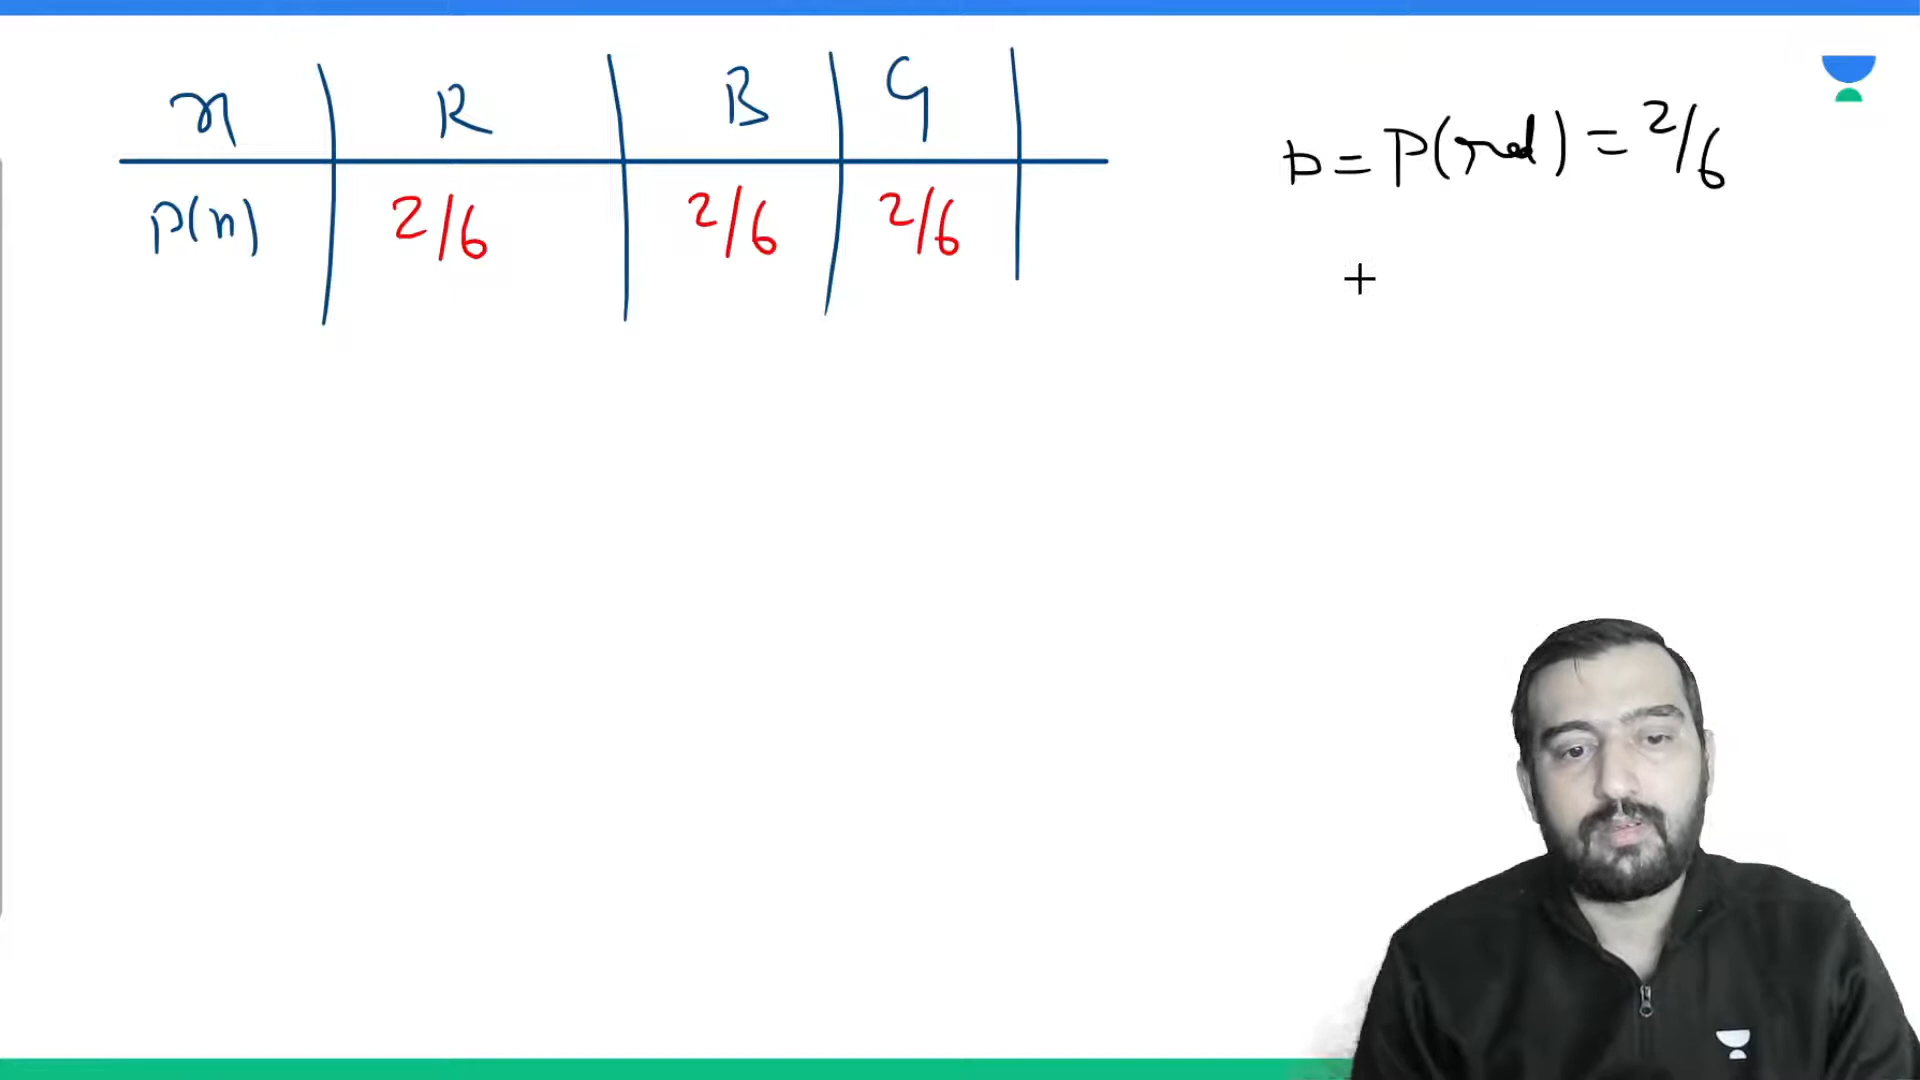 x R B G
P(x) 2/6 2/6 2/6
p = P(red) = 2/6